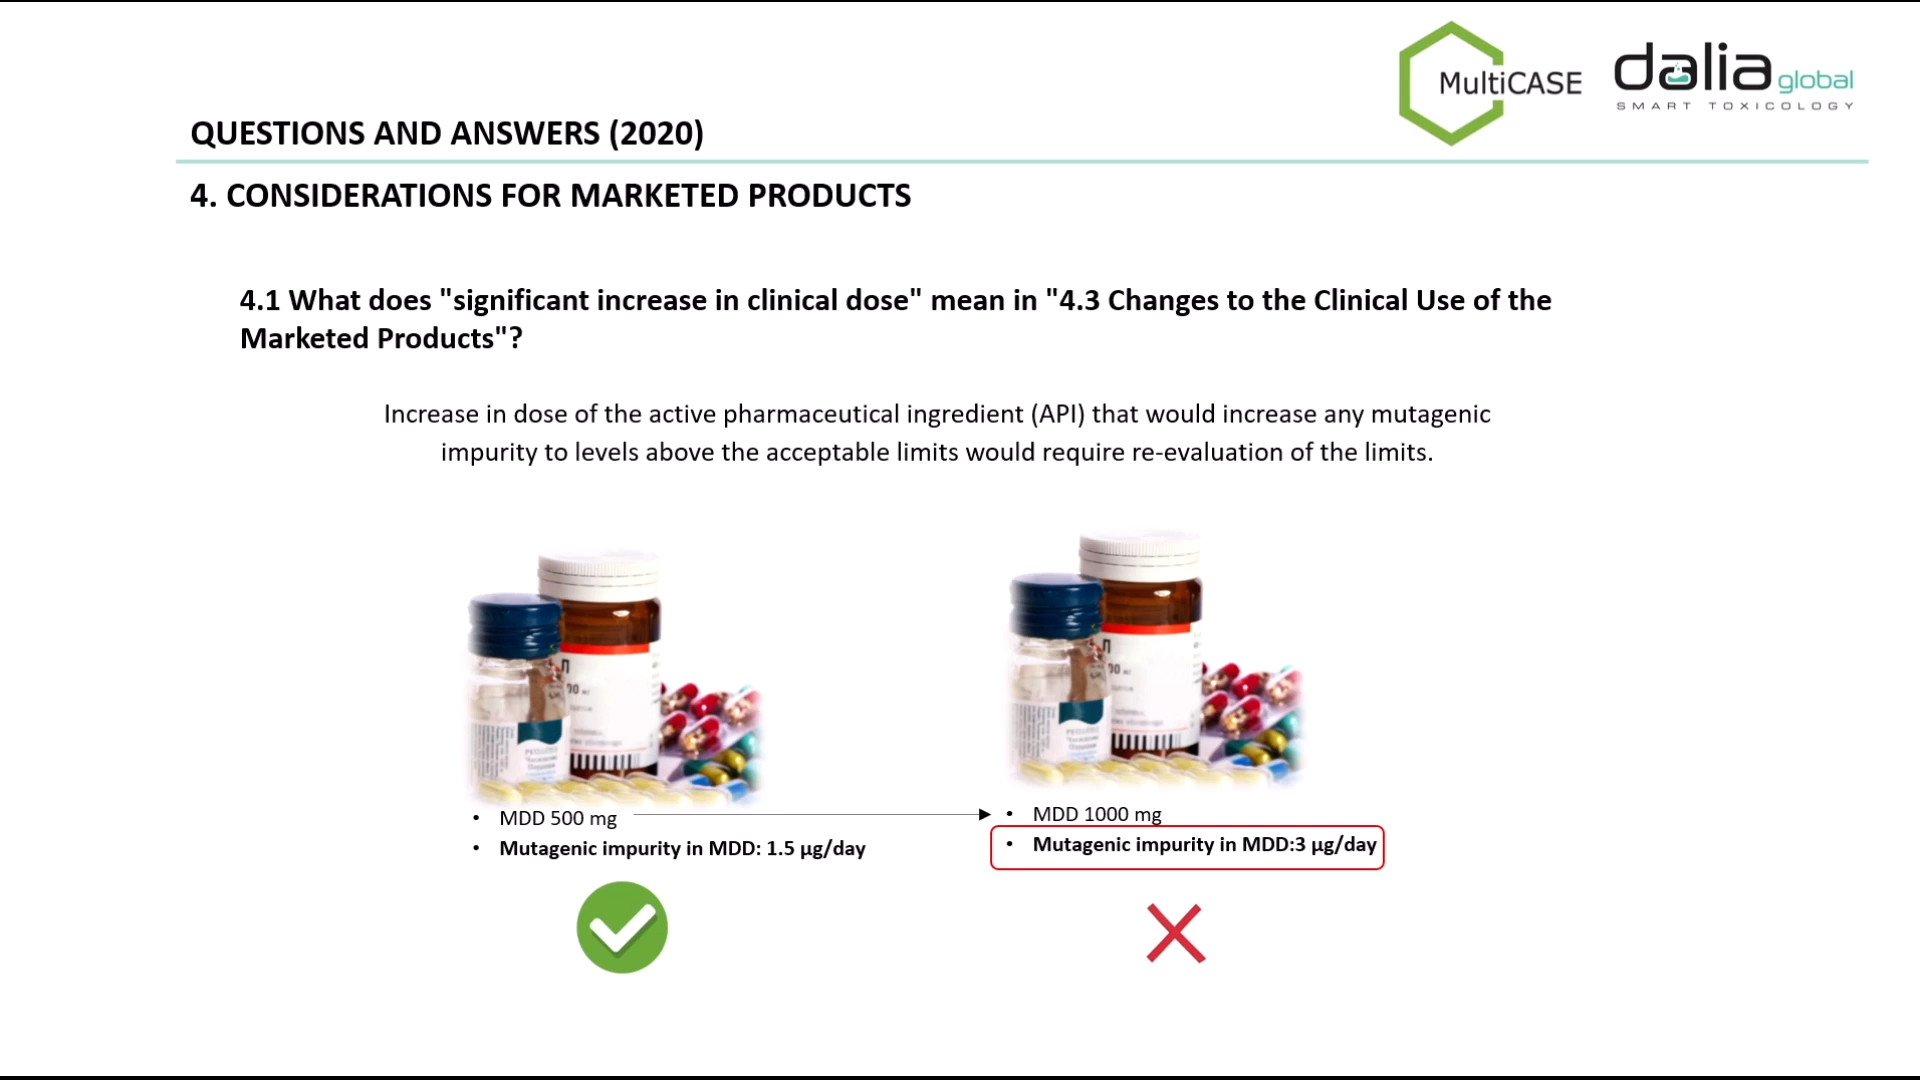 MultiCASE
dalia global
SMART TOXICOLOGY
QUESTIONS AND ANSWERS (2020)
4. CONSIDERATIONS FOR MARKETED PRODUCTS
4.1 What does "significant increase in clinical dose" mean in "4.3 Changes to the Clinical Use of the
Marketed Products"?
Increase in dose of the active pharmaceutical ingredient (API) that would increase any mutagenic
impurity to levels above the acceptable limits would require re-evaluation of the limits.
• MDD 500 mg
• Mutagenic impurity in MDD: 1.5 µg/day
• MDD 1000 mg
• Mutagenic impurity in MDD:3 µg/day